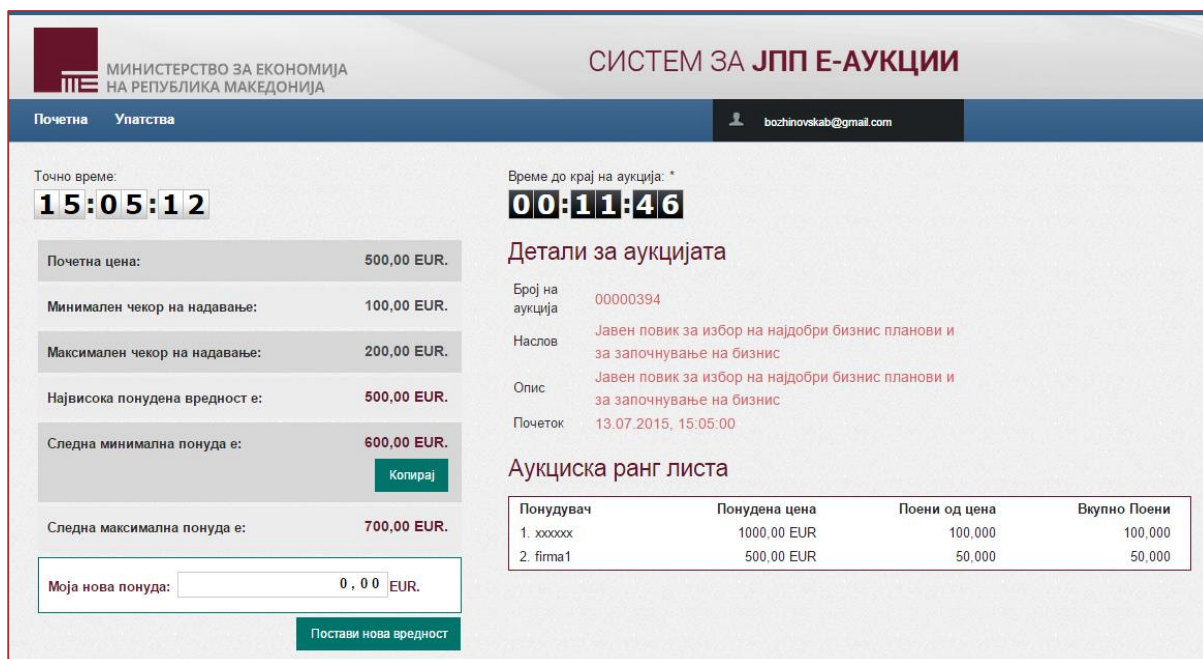 МИНИСТЕРСТВО ЗА ЕКОНОМИЈА
НА РЕПУБЛИКА МАКЕДОНИЈА
СИСТЕМ ЗА ЈПП Е-АУКЦИИ
Почетна Упатства
bozhinovskab@gmail.com
Точно време:
15:05:12
Почетна цена: 500,00 EUR.
Минимален чекор на надавање: 100,00 EUR.
Максимален чекор на надавање: 200,00 EUR.
Највисока понудена вредност е: 500,00 EUR.
Следна минимална понуда е: 600,00 EUR.
Копирај
Следна максимална понуда е: 700,00 EUR.
Моја нова понуда: 0,00 EUR.
Постави нова вредност
Време до крај на аукција: *
00:11:46
Детали за аукцијата
Број на
аукција 00000394
Наслов Јавен повик за избор на најдобри бизнис планови и
за започнување на бизнис
Опис Јавен повик за избор на најдобри бизнис планови и
за започнување на бизнис
Почеток 13.07.2015, 15:05:00
Аукциска ранг листа
Понудувач Понудена цена Поени од цена Вкупно Поени
1. xxxxxx 1000,00 EUR 100,000 100,000
2. firma1 500,00 EUR 50,000 50,000